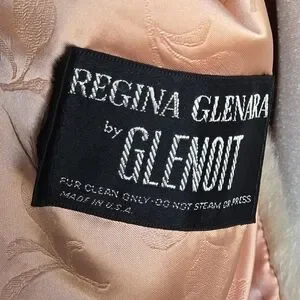 REGINA GLENARA
by
GLENOIT
FUR CLEAN ONLY-DO NOT STEAM OR PRESS
MADE IN U.S.A.